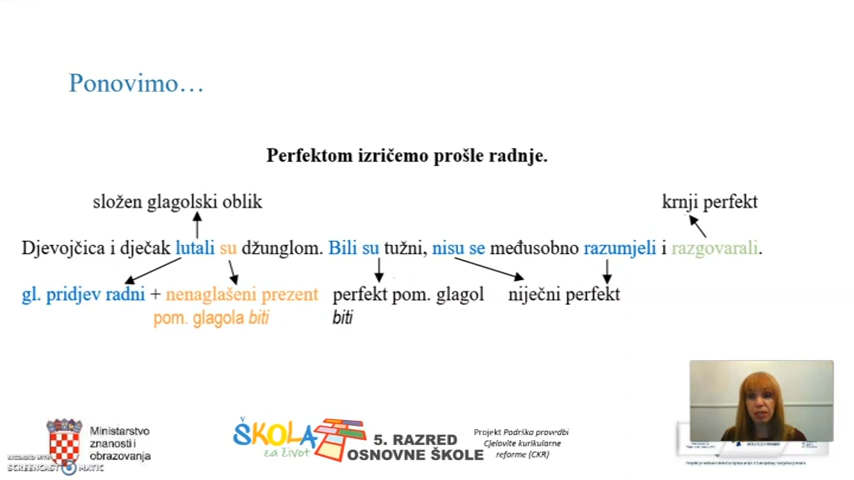 Ponovimo…
Perfektom izričemo prošle radnje.
složen glagolski oblik
krnji perfekt
Djevojčica i dječak lutali su džunglom. Bili su tužni, nisu se međusobno razumjeli i razgovarali.
gl. pridjev radni + nenaglašeni prezent
pom. glagola biti
perfekt pom. glagol
biti
niječni perfekt
Ministarstvo
znanosti i
obrazovanja
RECORDED WITH
SCREENCAST MATIC
ŠKOLA
za život
5. RAZRED
OSNOVNE ŠKOLE
Projekt Podrška provedbi
Cjelovite kurikularne
reforme (CKR)